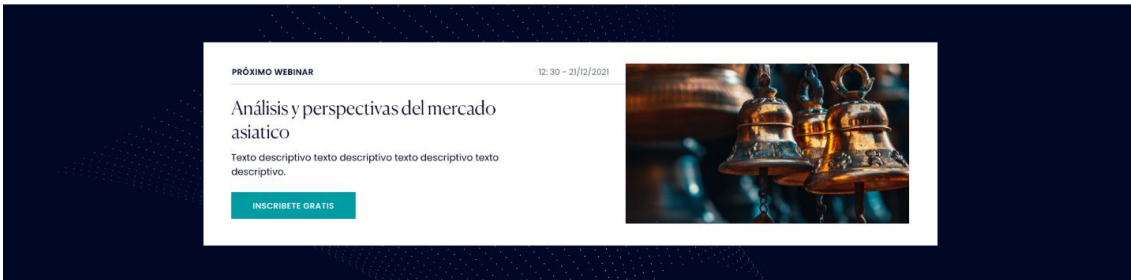 PRÓXIMO WEBINAR
12: 30 - 21/12/2021
Análisis y perspectivas del mercado
asiatico
Texto descriptivo texto descriptivo texto descriptivo texto
descriptivo.
INSCRIBETE GRATIS